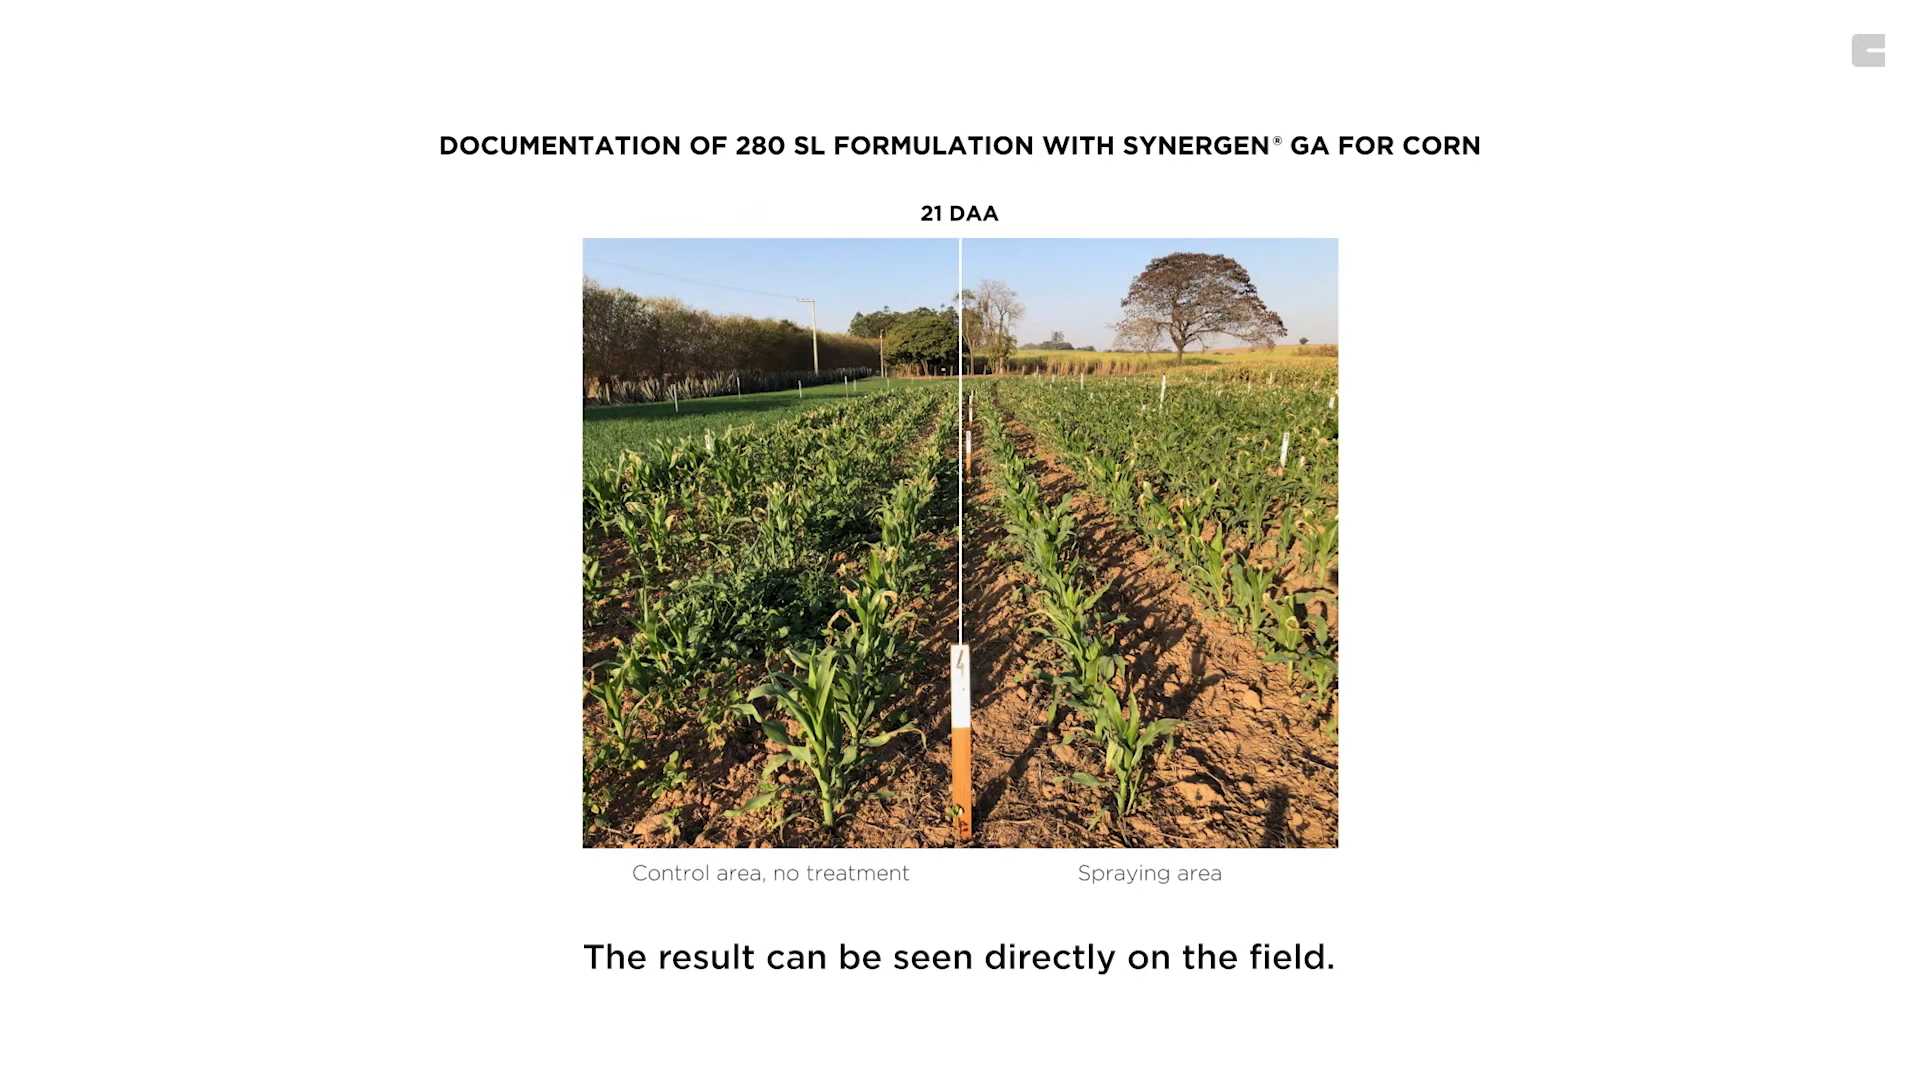 DOCUMENTATION OF 280 SL FORMULATION WITH SYNERGEN® GA FOR CORN
21 DAA
4
Control area, no treatment
Spraying area
The result can be seen directly on the field.